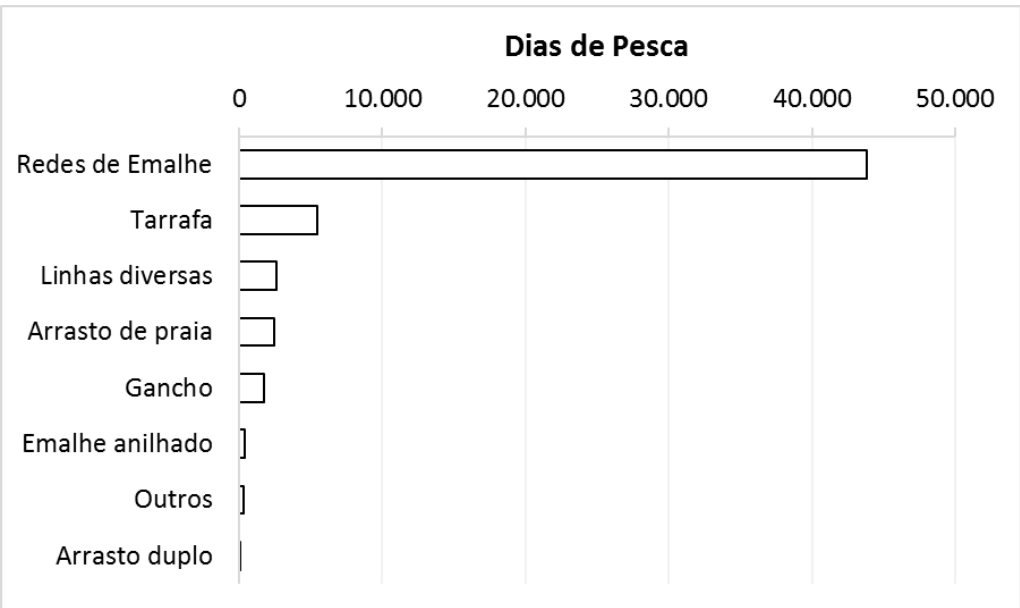 Dias de Pesca
0 10.000 20.000 30.000 40.000 50.000
Redes de Emalhe
Tarrafa
Linhas diversas
Arrasto de praia
Gancho
Emalhe anilhado
Outros
Arrasto duplo